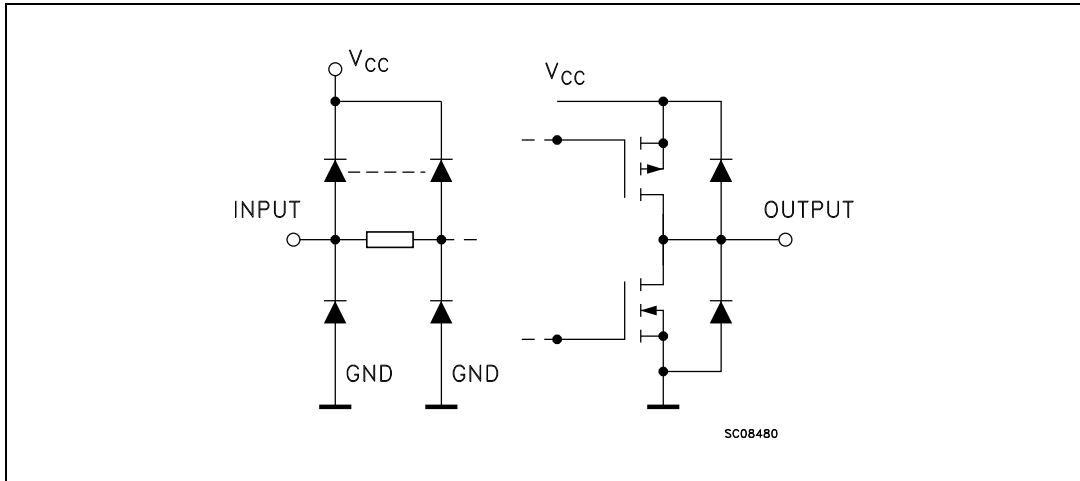 VCC
VCC
INPUT
OUTPUT
GND
GND
SC08480